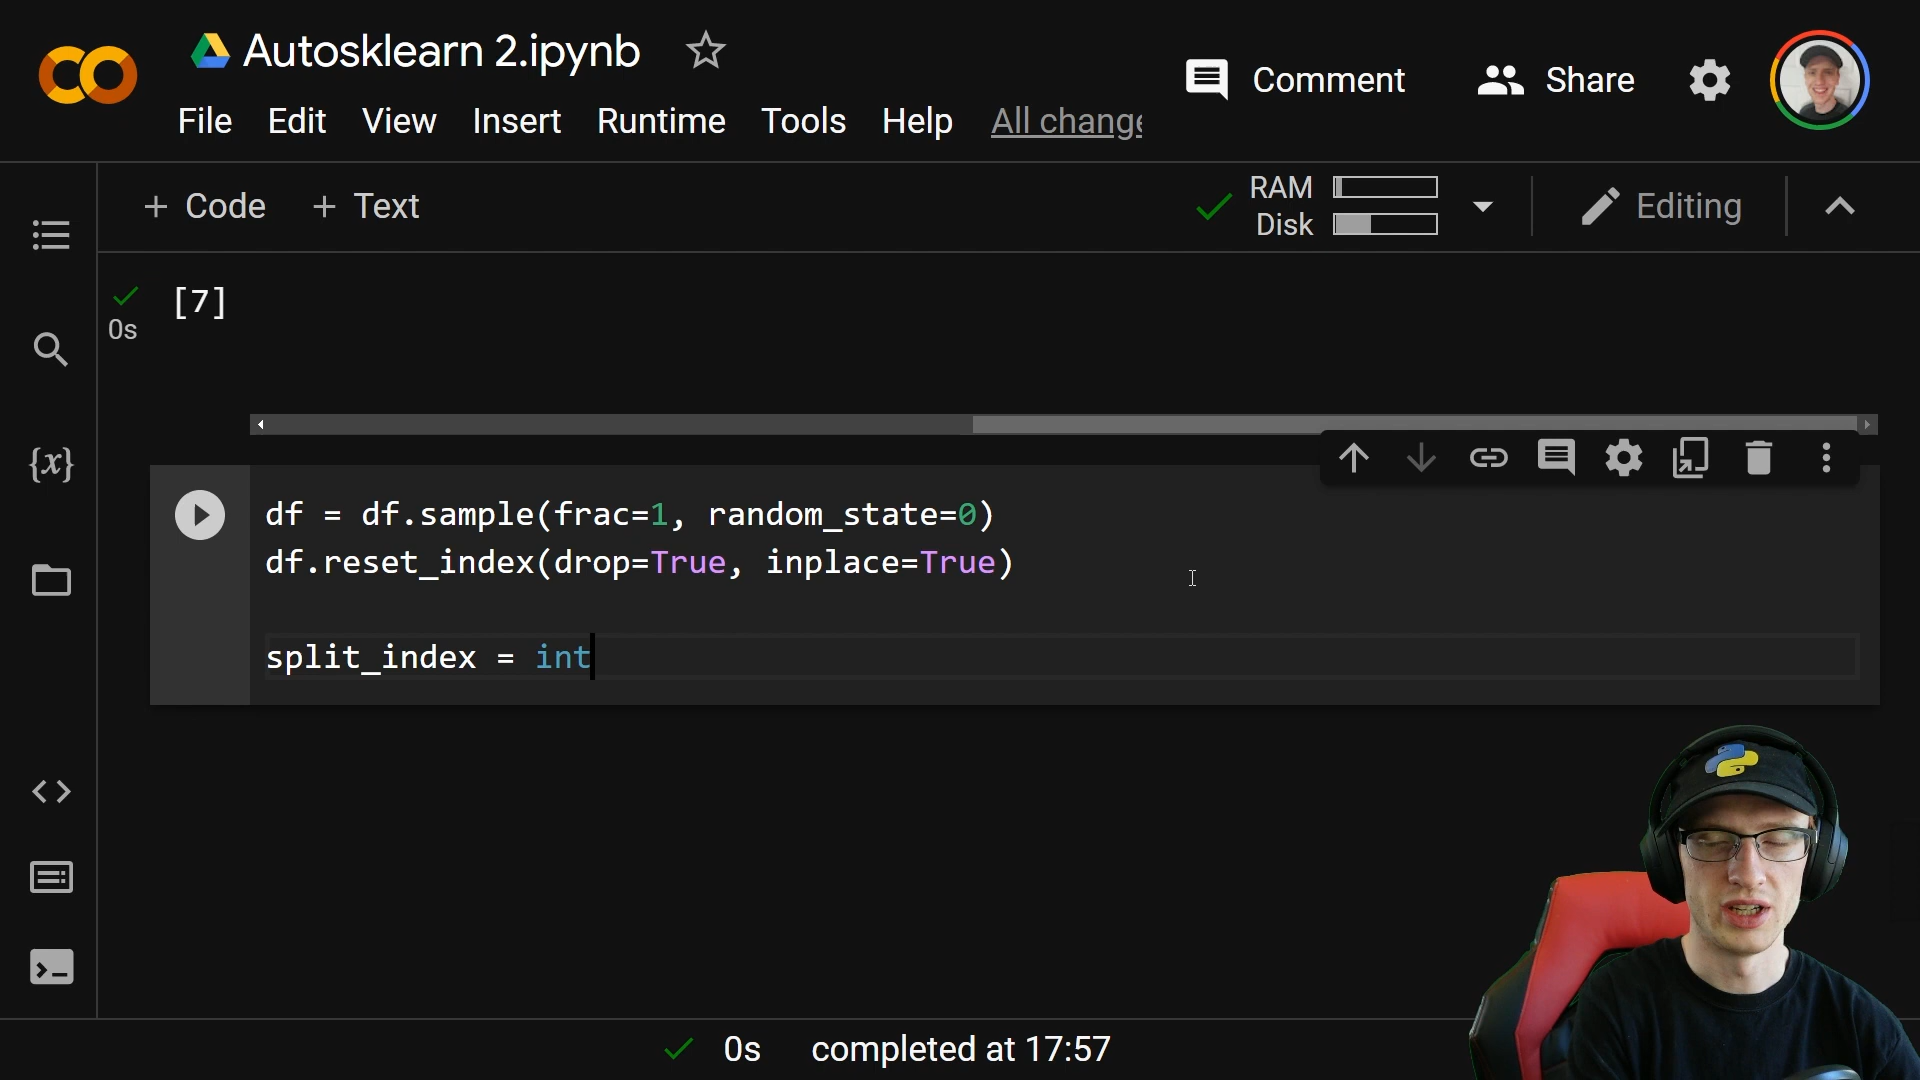 Autosklearn 2.ipynb
Comment
Share
File Edit View Insert Runtime Tools Help All change
+ Code + Text
RAM
Disk
Editing
[7]
0s
{x}
df = df.sample(frac=1, random_state=0)
df.reset_index(drop=True, inplace=True)
split_index = int
0s completed at 17:57